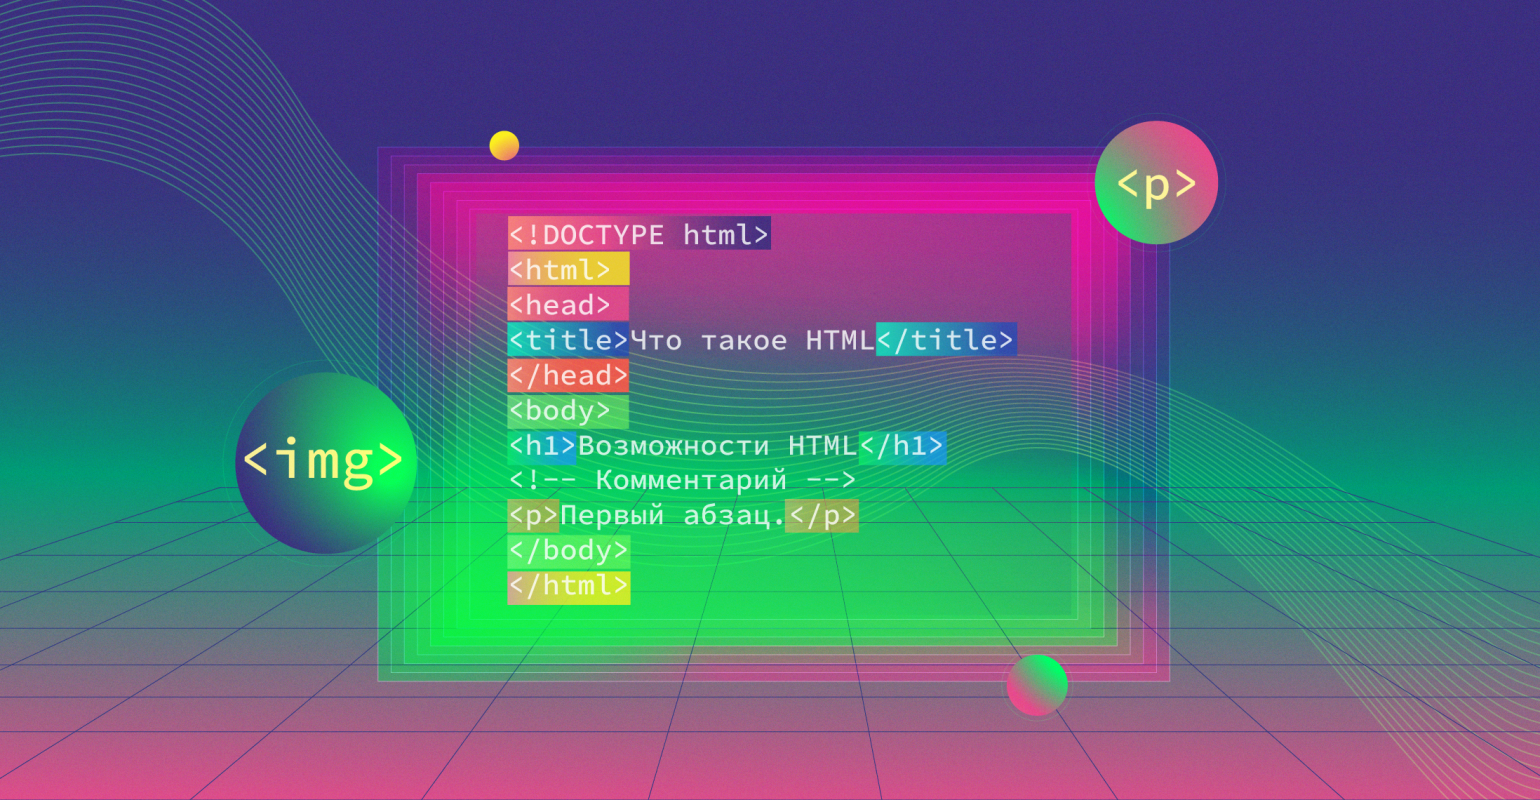 <p>
<!DOCTYPE html>
<html>
<head>
<title>Что такое HTML</title>
</head>
<body>
<h1>Возможности HTML</h1>
<!-- Комментарий -->
<p>Первый абзац.</p>
</body>
</html>
<img>